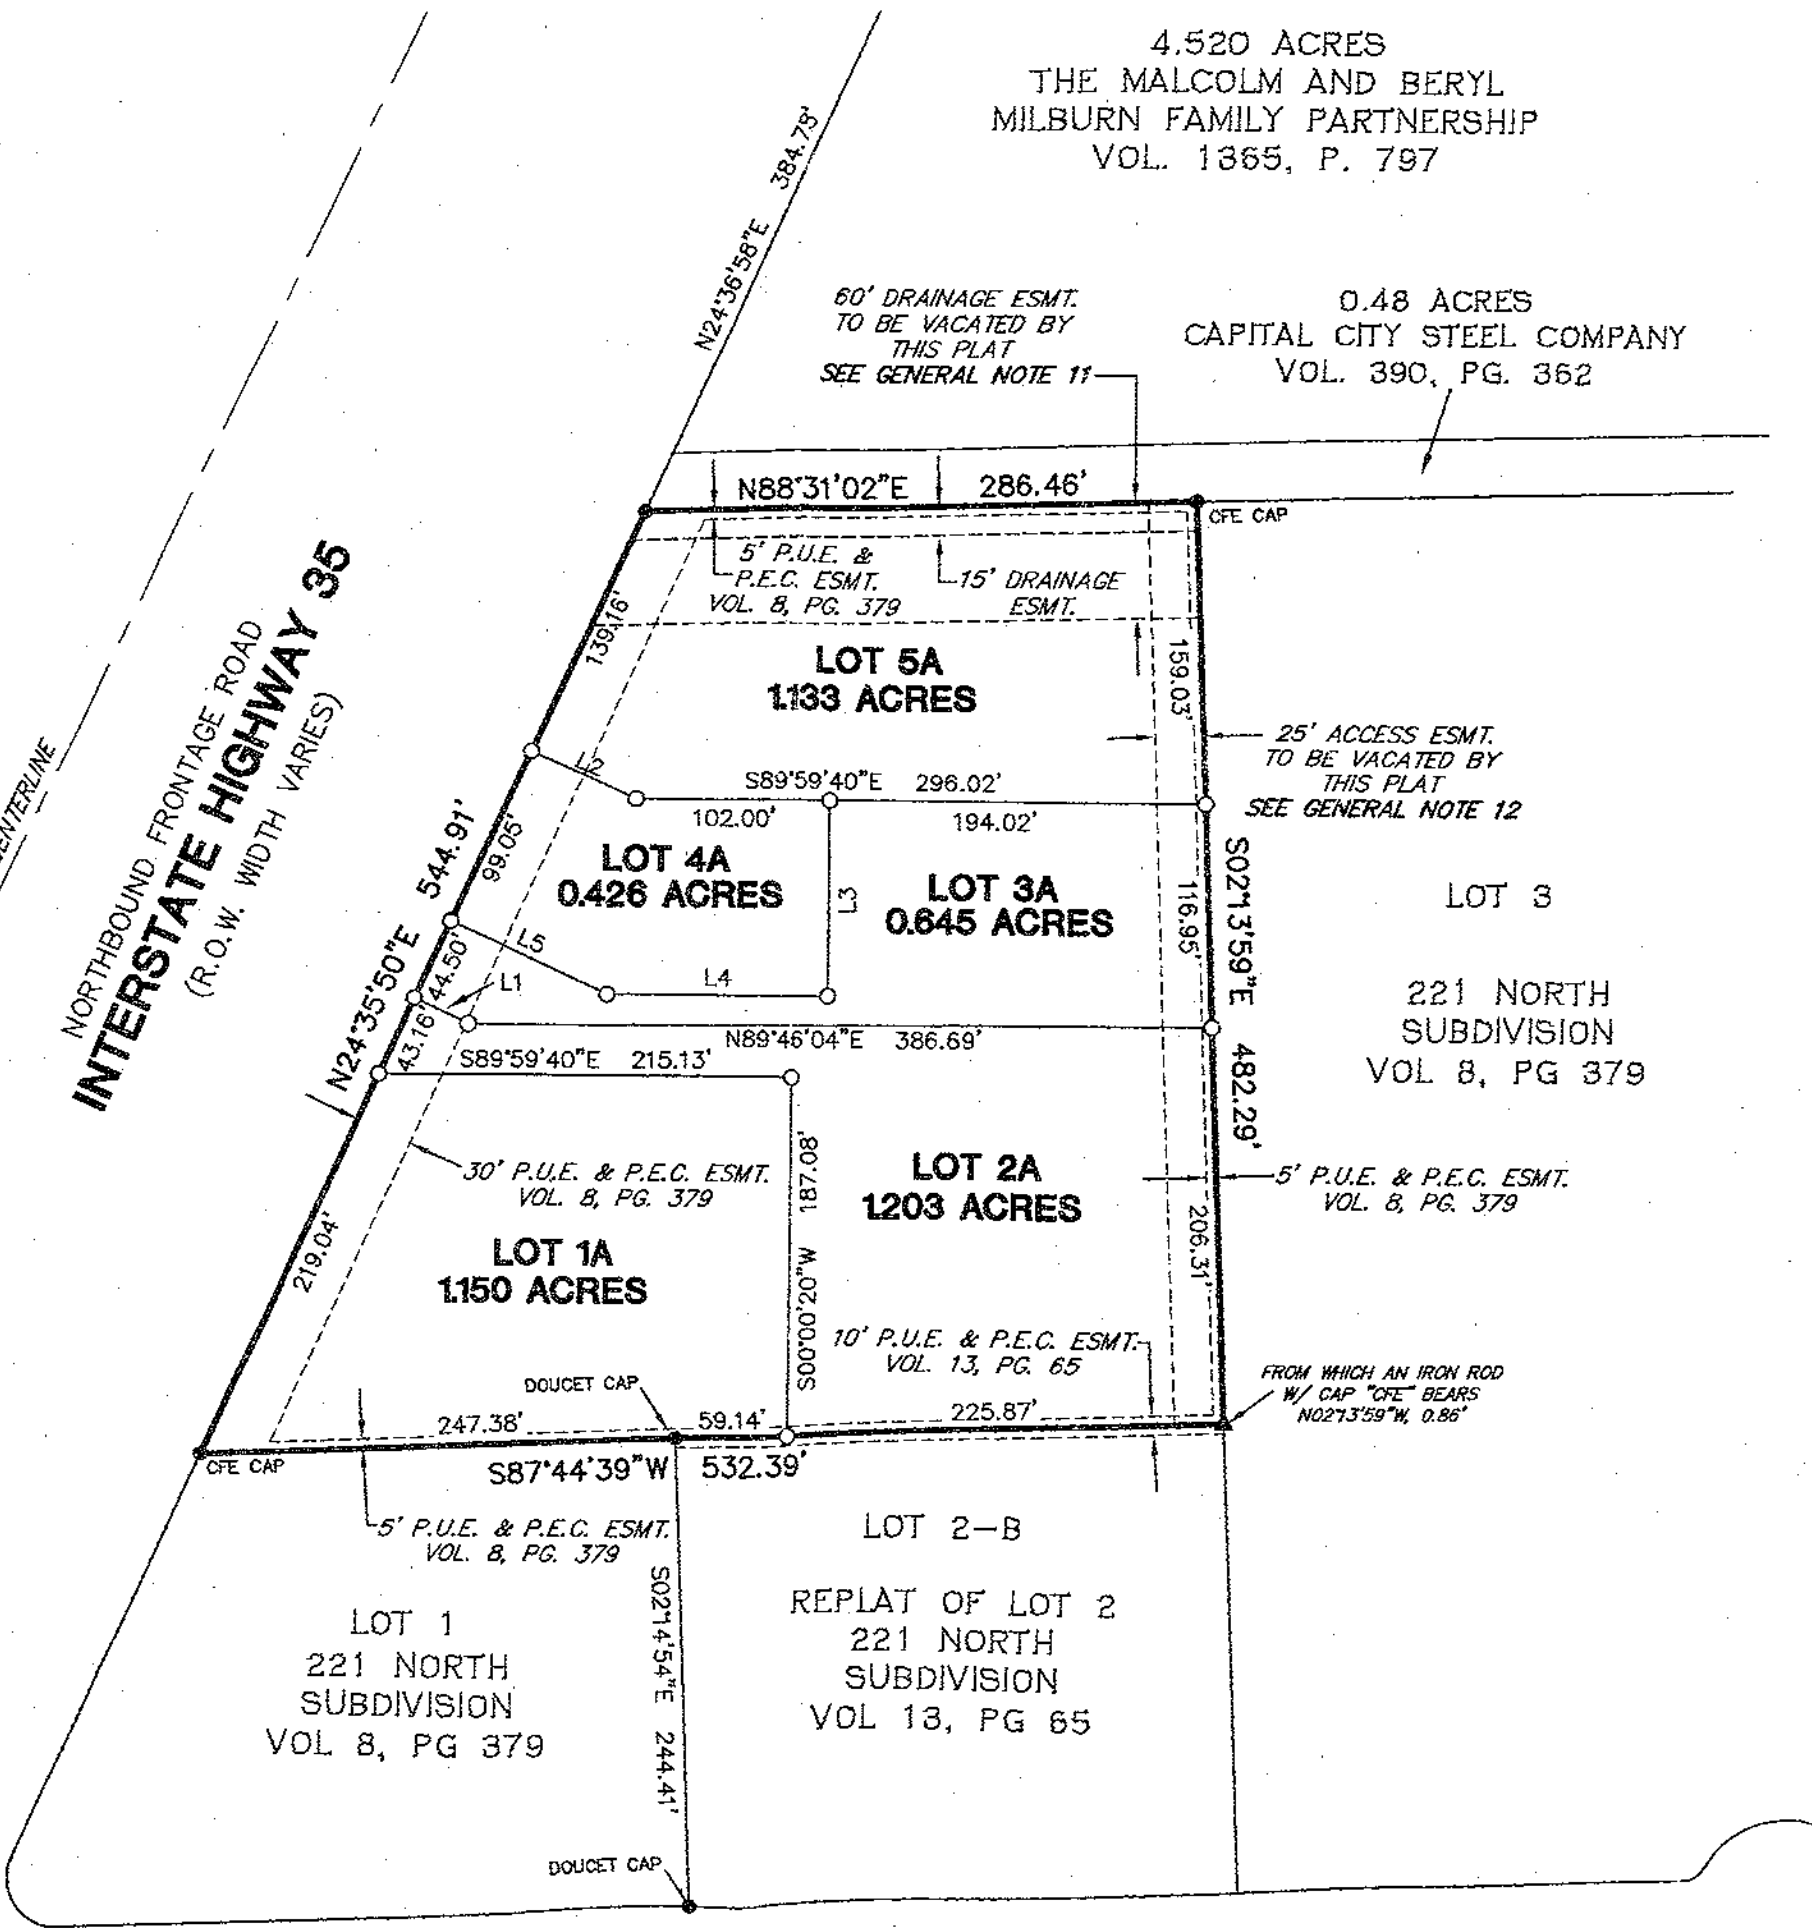 4.520 ACRES
THE MALCOLM AND BERYL
MILBURN FAMILY PARTNERSHIP
VOL. 1365, P. 797
N24°36'58"E 384.79'
60' DRAINAGE ESMT.
TO BE VACATED BY
THIS PLAT
SEE GENERAL NOTE 11
0.48 ACRES
CAPITAL CITY STEEL COMPANY
VOL. 390, PG. 362
N88°31'02"E 286.46'
CFE CAP
5' P.U.E. &
P.E.C. ESMT.
VOL. 8, PG. 379
15' DRAINAGE
ESMT.
139.16'
LOT 5A
1.133 ACRES
159.03'
25' ACCESS ESMT.
TO BE VACATED BY
THIS PLAT
SEE GENERAL NOTE 12
NORTHBOUND FRONTAGE ROAD
INTERSTATE HIGHWAY 35
(R.O.W. WIDTH VARIES)
CENTERLINE
L2
S89°59'40"E 296.02'
102.00'
194.02'
N24°35'50"E 544.91'
99.05'
LOT 4A
0.426 ACRES
L3
LOT 3A
0.645 ACRES
116.95'
S02°13'59"E 482.29'
LOT 3
221 NORTH
SUBDIVISION
VOL 8, PG 379
L5
44.50'
L1
L4
43.16'
N89°46'04"E 386.69'
S89°59'40"E 215.13'
30' P.U.E. & P.E.C. ESMT.
VOL. 8, PG. 379
S00°00'20"W 187.08'
LOT 2A
1.203 ACRES
5' P.U.E. & P.E.C. ESMT.
VOL. 8, PG. 379
219.04'
LOT 1A
1.150 ACRES
206.31'
10' P.U.E. & P.E.C. ESMT.
VOL. 13, PG. 65
FROM WHICH AN IRON ROD
W/ CAP "CFE" BEARS
N02°13'59"W, 0.86'
DOUCET CAP
247.38'
59.14'
225.87'
CFE CAP
S87°44'39"W 532.39'
5' P.U.E. & P.E.C. ESMT.
VOL. 8, PG. 379
S02°14'54"E 244.41'
LOT 2-B
REPLAT OF LOT 2
221 NORTH
SUBDIVISION
VOL 13, PG 65
LOT 1
221 NORTH
SUBDIVISION
VOL 8, PG 379
DOUCET CAP